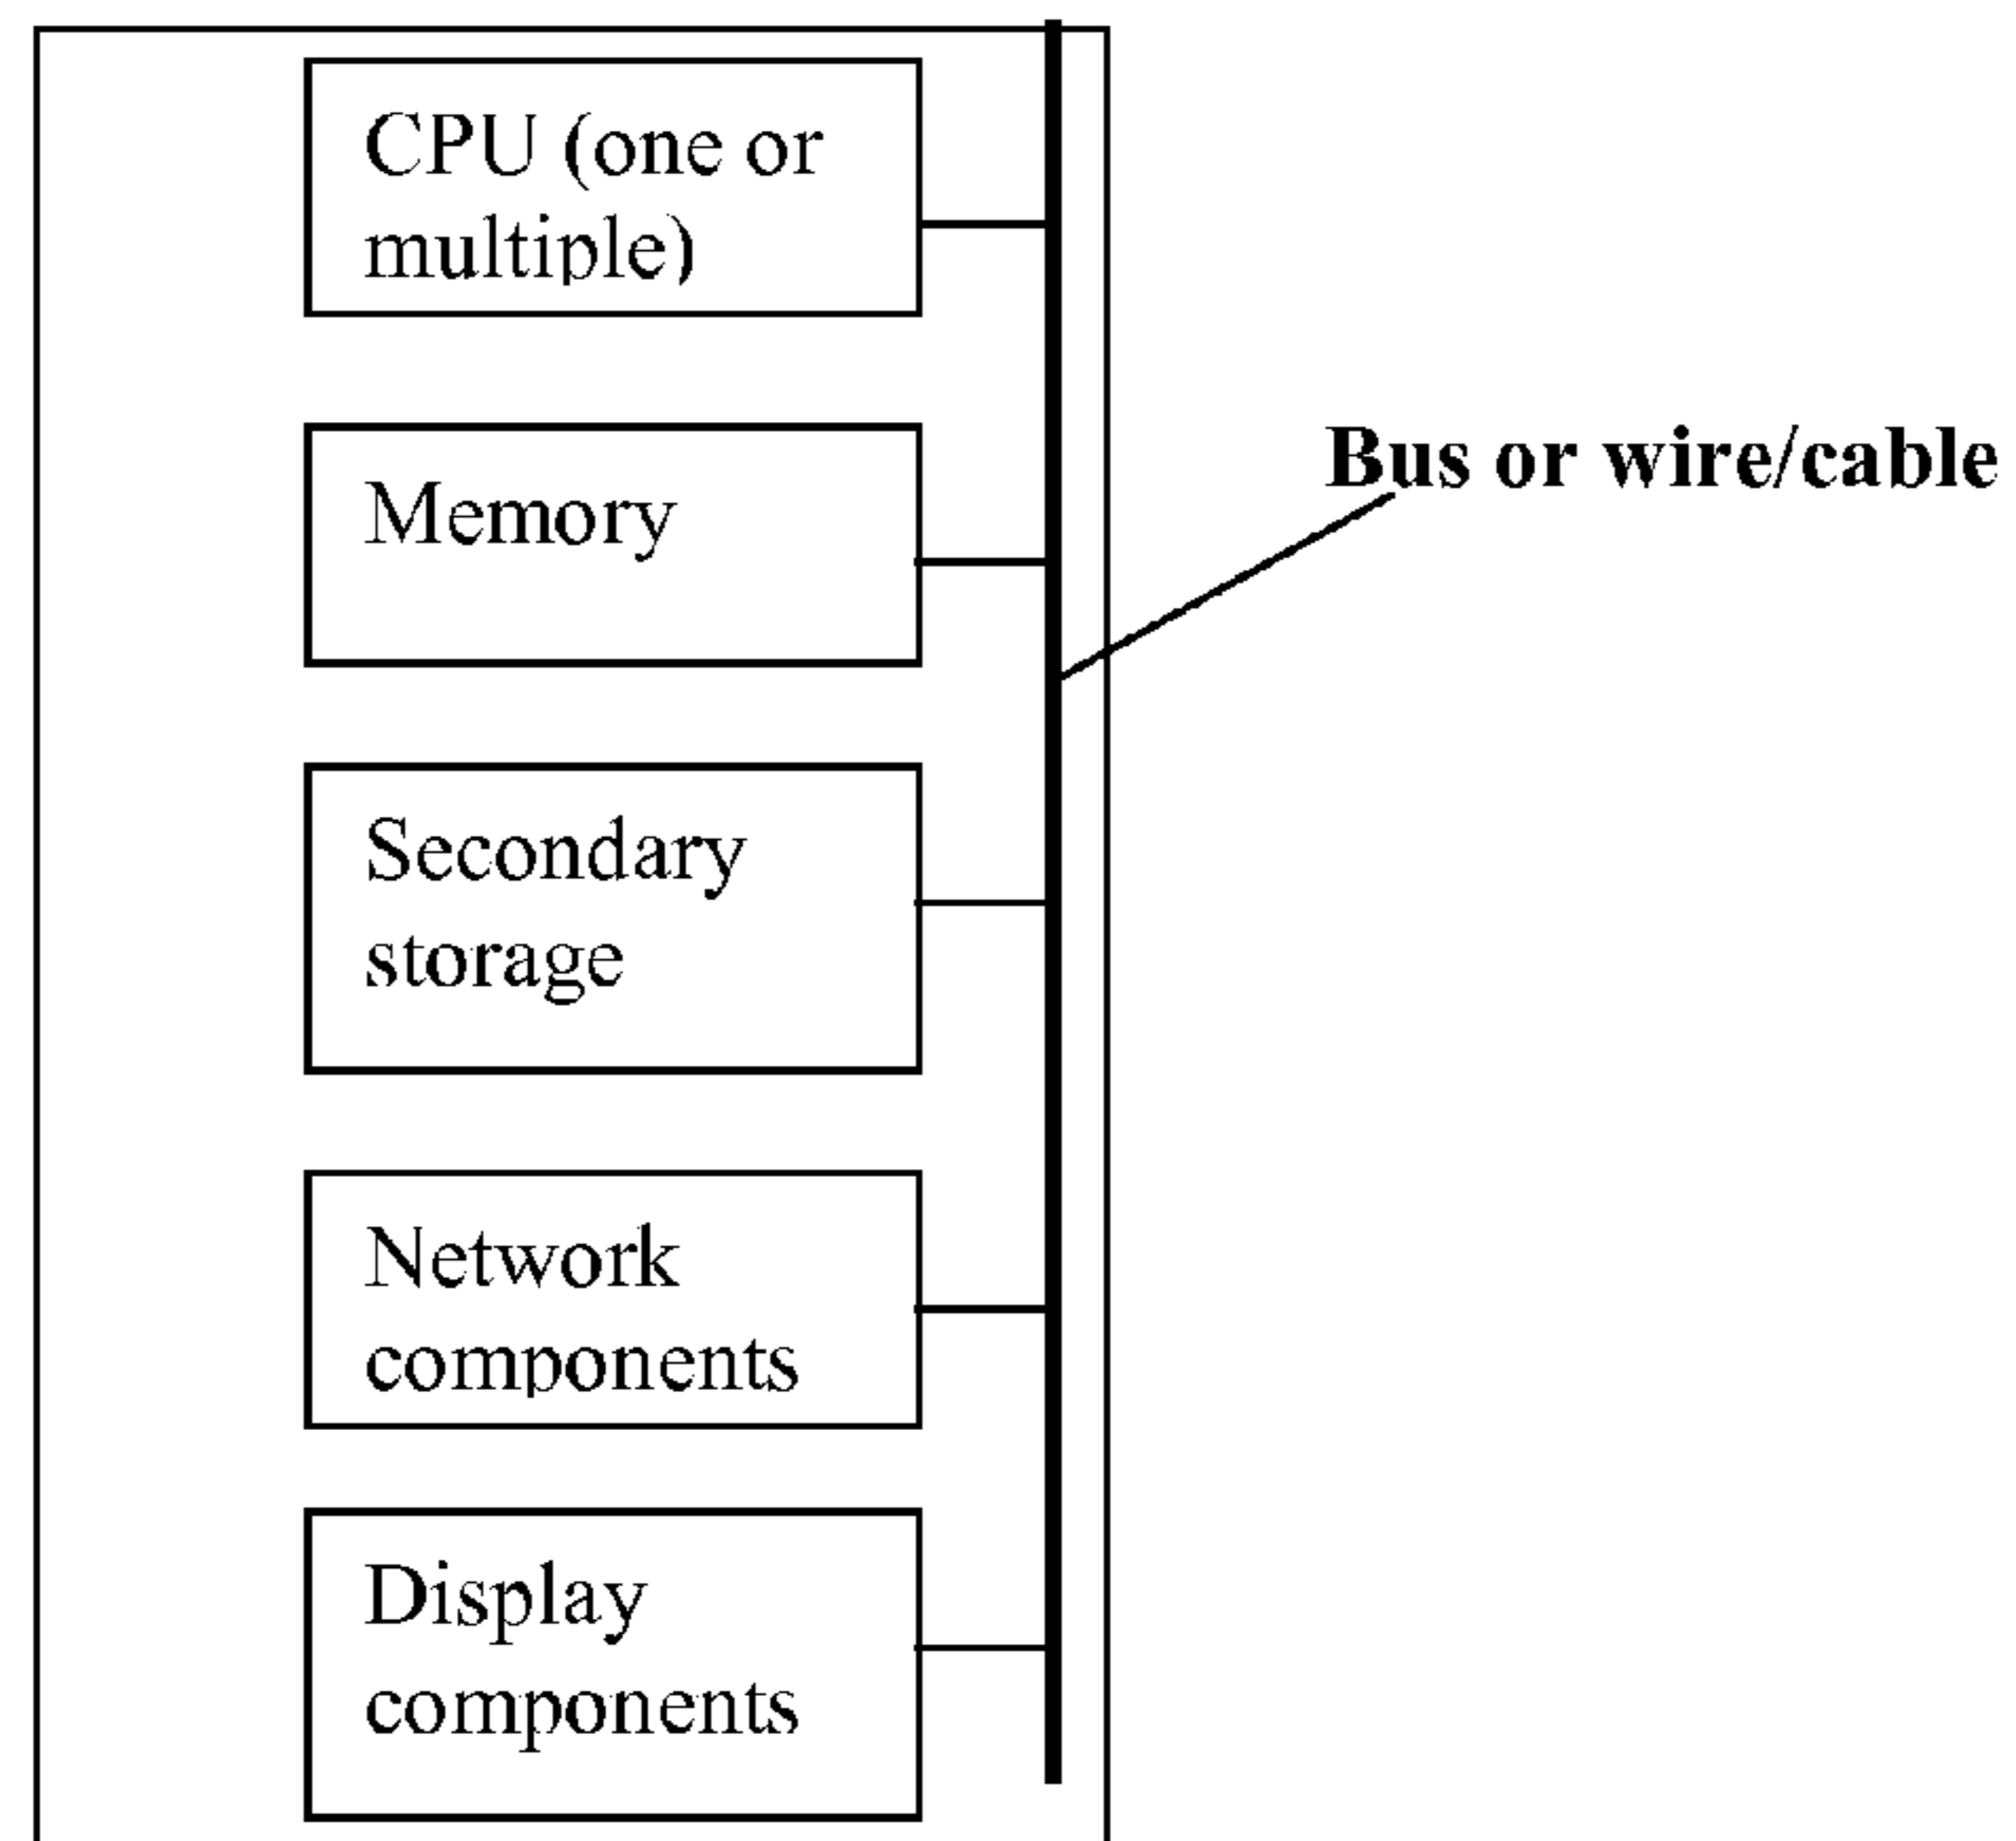 CPU (one or
multiple)
Memory
Bus or wire/cable
Secondary
storage
Network
components
Display
components